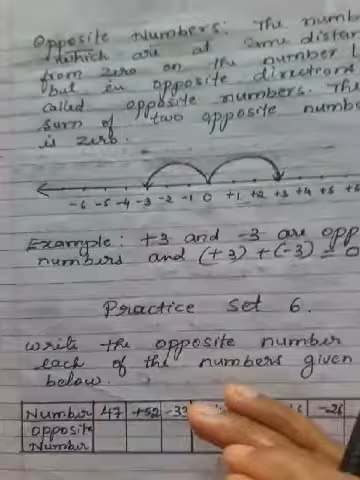 Opposite Numbers: The numb
which are at same distan
from zero on the number l
but in opposite directions
called opposite numbers. The
sum of two opposite numbe
is zero.
-6 -5 -4 -3 -2 -1 0 +1 +2 +3 +4 +5 +6
Example: +3 and -3 are opp
numbers and (+3) + (-3) = 0
Practice Set 6.
write the opposite number
each of the numbers given
below.
Number 47 +52 -33 -26
Opposite
Number